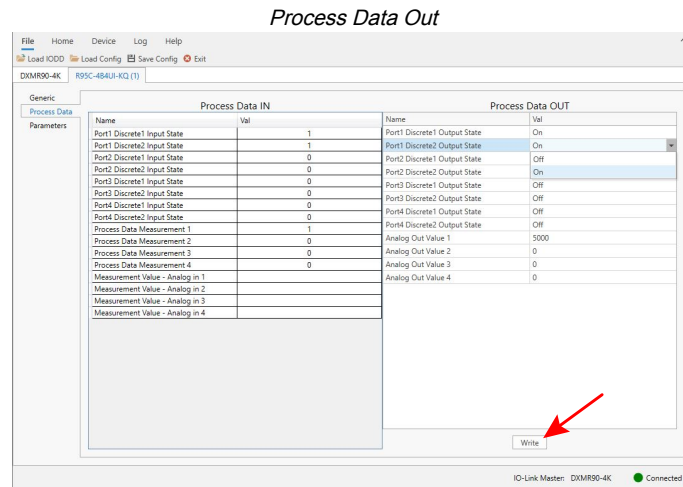 Process Data Out
File Home Device Log Help
Load IODD Load Config Save Config Exit
DXMR90-4K R95C-4B4UI-KQ (1)
Generic
Process Data
Parameters
Process Data IN
Name Val
Port1 Discrete1 Input State 1
Port1 Discrete2 Input State 1
Port2 Discrete1 Input State 0
Port2 Discrete2 Input State 0
Port3 Discrete1 Input State 0
Port3 Discrete2 Input State 0
Port4 Discrete1 Input State 0
Port4 Discrete2 Input State 0
Process Data Measurement 1 1
Process Data Measurement 2 0
Process Data Measurement 3 0
Process Data Measurement 4 0
Measurement Value - Analog in 1
Measurement Value - Analog in 2
Measurement Value - Analog in 3
Measurement Value - Analog in 4
Process Data OUT
Name Val
Port1 Discrete1 Output State On
Port1 Discrete2 Output State On
Port2 Discrete1 Output State Off
Port2 Discrete2 Output State On
Port3 Discrete1 Output State Off
Port3 Discrete2 Output State Off
Port4 Discrete1 Output State Off
Port4 Discrete2 Output State Off
Analog Out Value 1 5000
Analog Out Value 2 0
Analog Out Value 3 0
Analog Out Value 4 0
Write
IO-Link Master: DXMR90-4K Connected